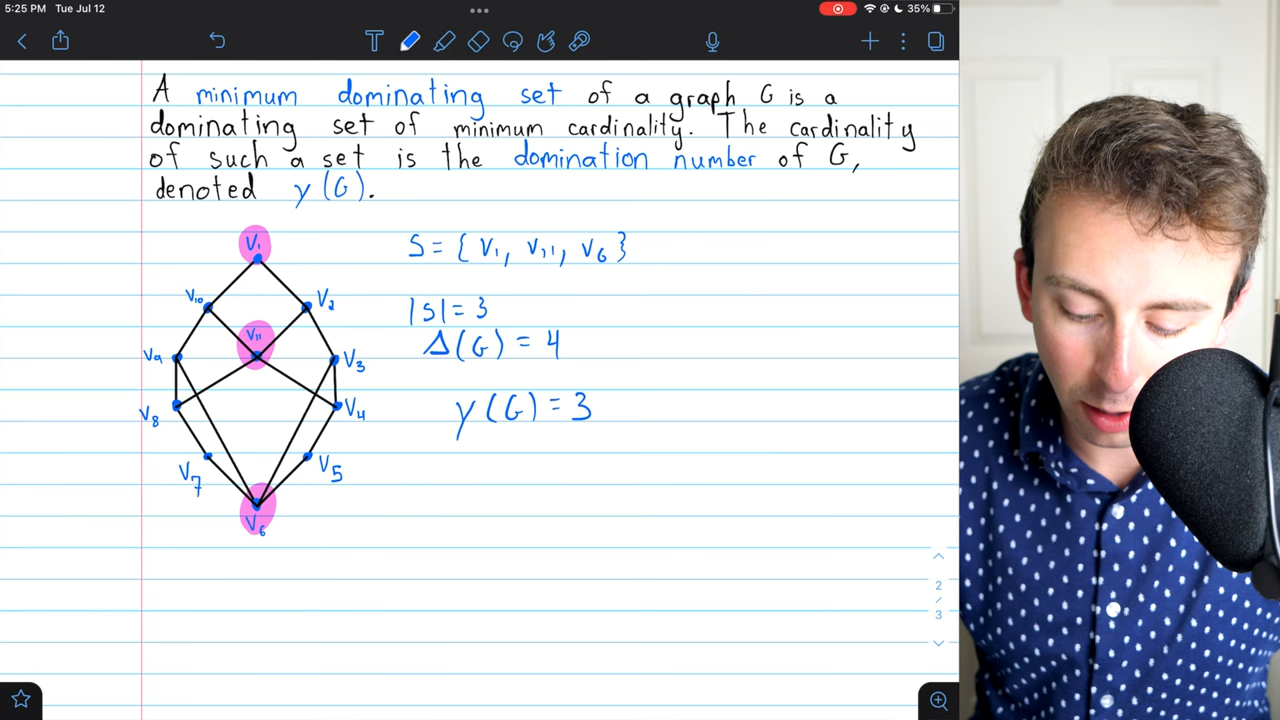 5:25 PM Tue Jul 12
35%
A minimum dominating set of a graph G is a
dominating set of minimum cardinality. The cardinality
of such a set is the domination number of G,
denoted γ(G).
V₁
S = { V₁, V₁₁, V₆ }
V₁₀
V₂
|S| = 3
V₁₁
Δ(G) = 4
V₉
V₃
V₈
V₄
γ(G) = 3
V₇
V₅
V₆
2
/
3